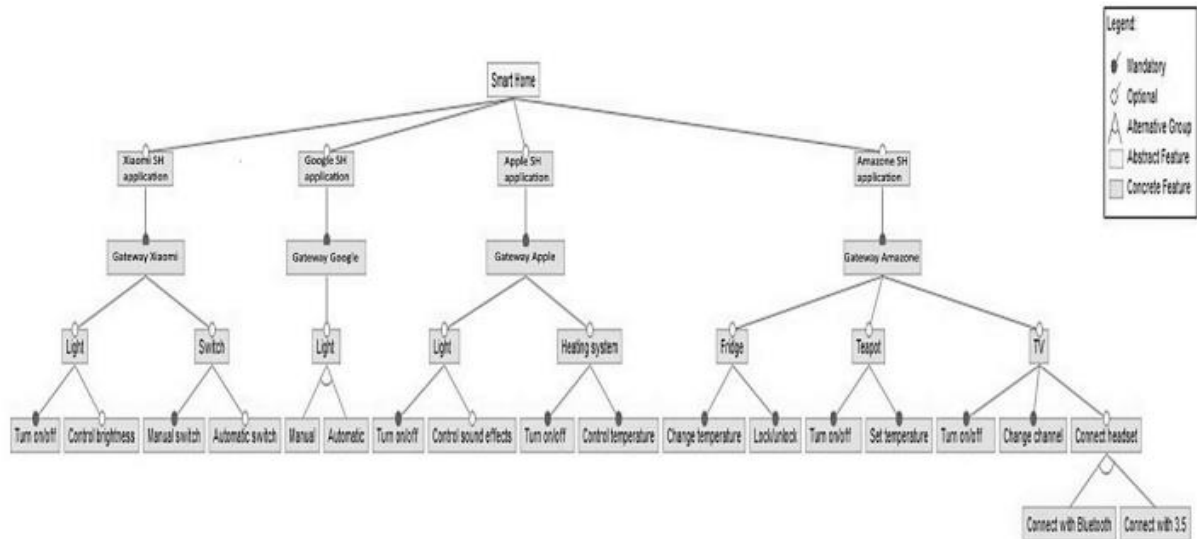 Legend:
Mandatory
Optional
Alternative Group
Abstract Feature
Concrete Feature
Smart Home
Xiaomi SH
application
Google SH
application
Apple SH
application
Amazone SH
application
Gateway Xiaomi
Gateway Google
Gateway Apple
Gateway Amazone
Light
Switch
Light
Light
Heating system
Fridge
Teapot
TV
Turn on/off
Control brightness
Manual switch
Automatic switch
Manual
Automatic
Turn on/off
Control sound effects
Turn on/off
Control temperature
Change temperature
Lock/unlock
Turn on/off
Set temperature
Turn on/off
Change channel
Connect headset
Connect with Bluetooth
Connect with 3.5